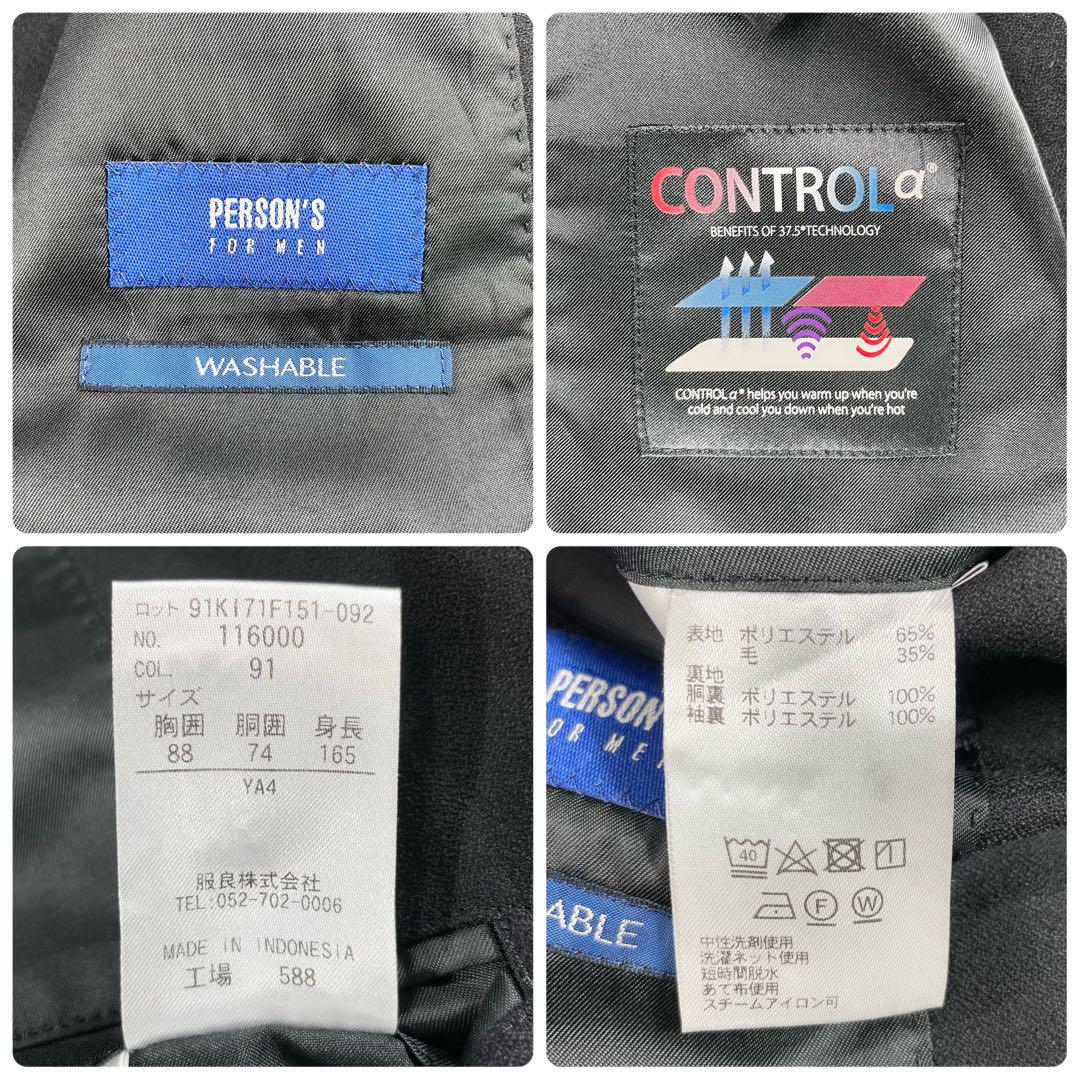 PERSON'S
FOR MEN
WASHABLE
CONTROLα®
BENEFITS OF 37.5®TECHNOLOGY
CONTROL α® helps you warm up when you're
cold and cool you down when you're hot
ロット 91KI71F151-092
NO. 116000
COL. 91
サイズ
胸囲 胴囲 身長
88 74 165
YA4
服良株式会社
TEL:052-702-0006
MADE IN INDONESIA
工場 588
PERSON
FOR ME
ABLE
表地 ポリエステル 65%
毛 35%
裏地
胴裏 ポリエステル 100%
袖裏 ポリエステル 100%
40
F W
中性洗剤使用
洗濯ネット使用
短時間脱水
あて布使用
スチームアイロン可